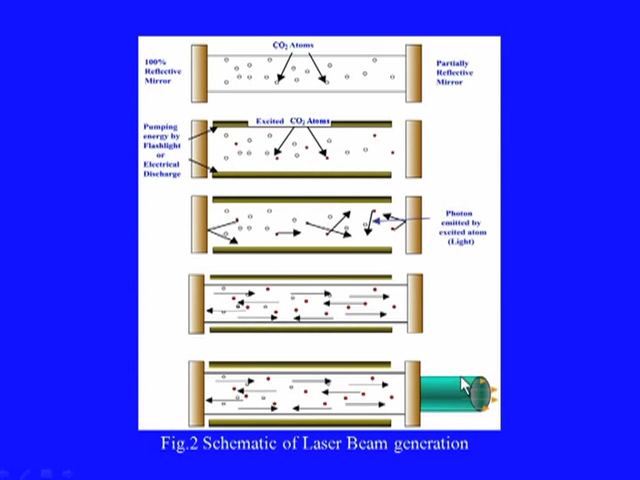 CO2 Atoms
100%
Reflective
Mirror
Partially
Reflective
Mirror
Excited CO2 Atoms
Pumping
energy by
Flashlight
or
Electrical
Discharge
Photon
emitted by
excited atom
(Light)
Fig.2 Schematic of Laser Beam generation